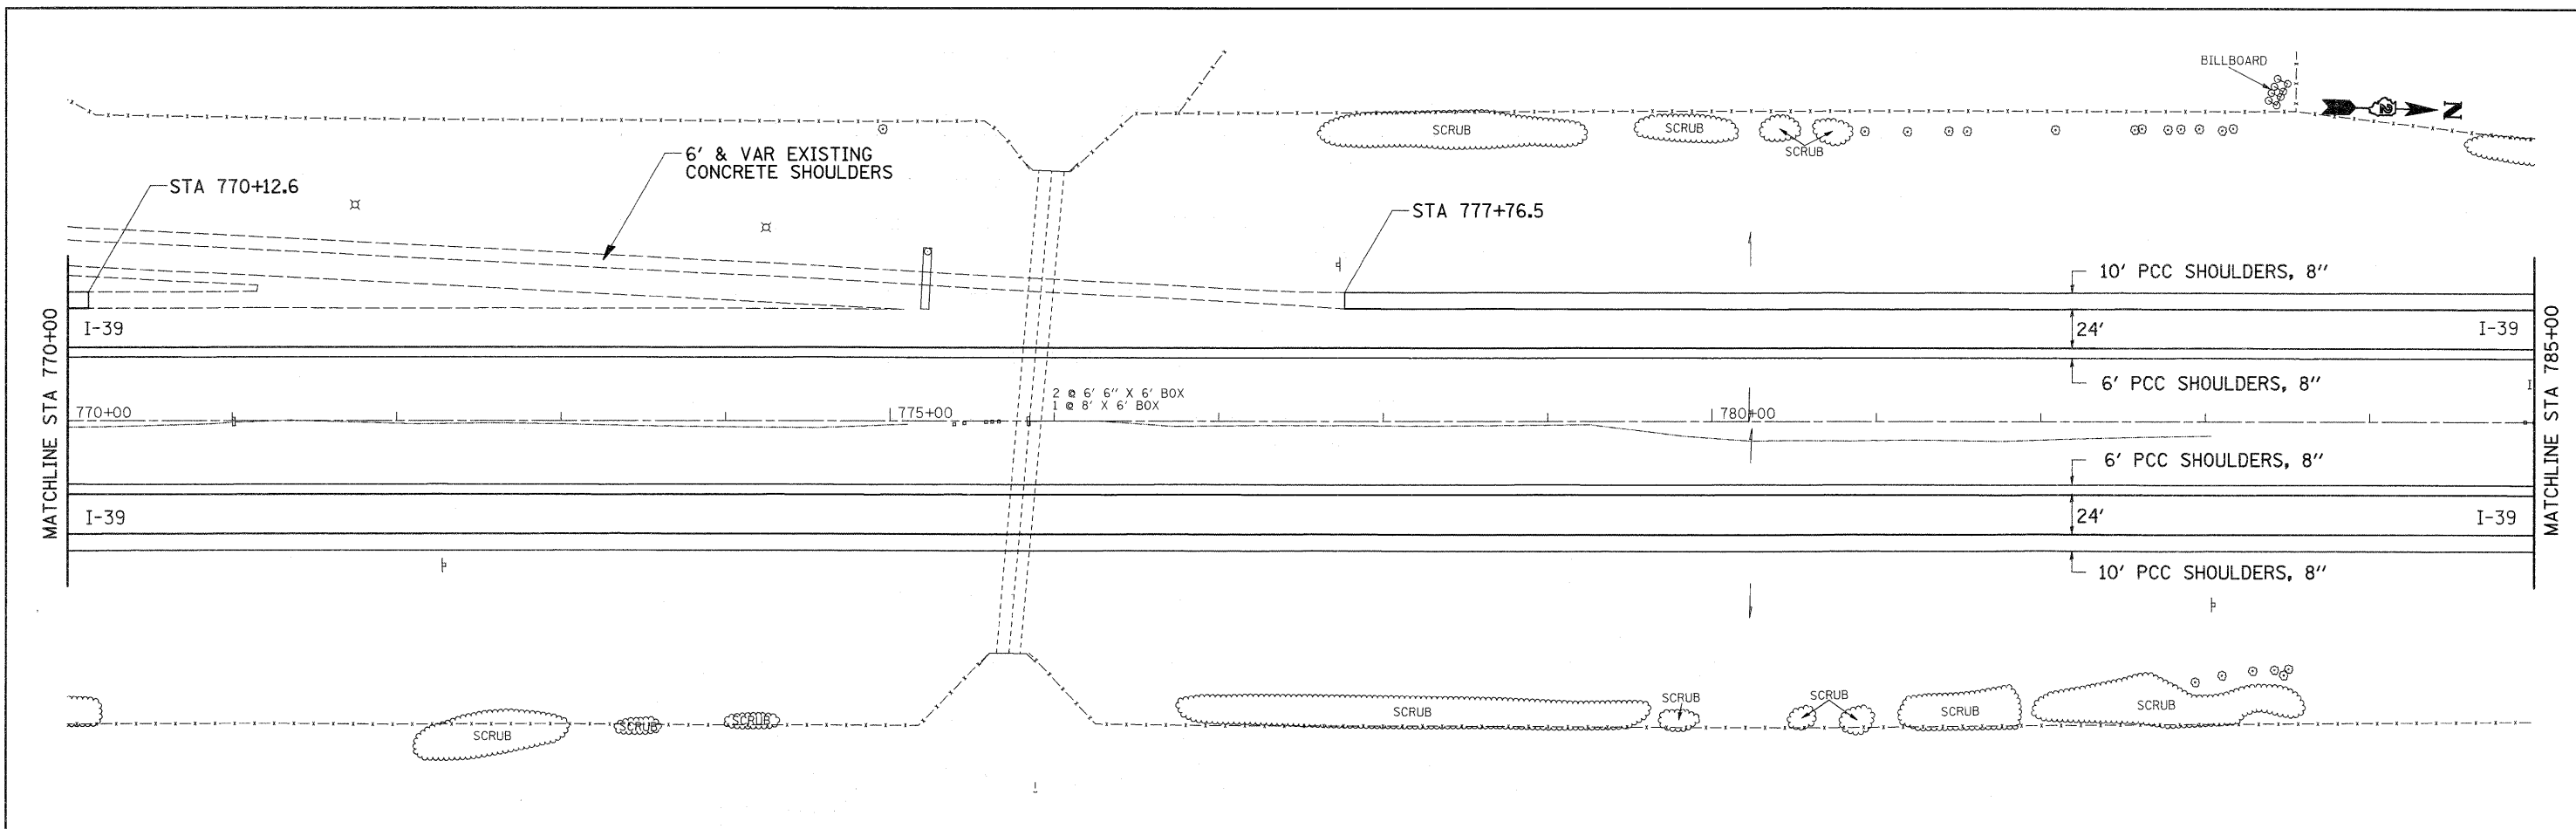 BILLBOARD
N
SCRUB
SCRUB
SCRUB
6' & VAR EXISTING
CONCRETE SHOULDERS
STA 770+12.6
STA 777+76.5
10' PCC SHOULDERS, 8"
I-39
24'
I-39
6' PCC SHOULDERS, 8"
MATCHLINE STA 770+00
MATCHLINE STA 785+00
2 @ 6' 6" X 6' BOX
1 @ 8' X 6' BOX
770+00
775+00
780+00
6' PCC SHOULDERS, 8"
I-39
24'
I-39
10' PCC SHOULDERS, 8"
SCRUB
SCRUB
SCRUB
SCRUB
SCRUB
SCRUB
SCRUB
SCRUB